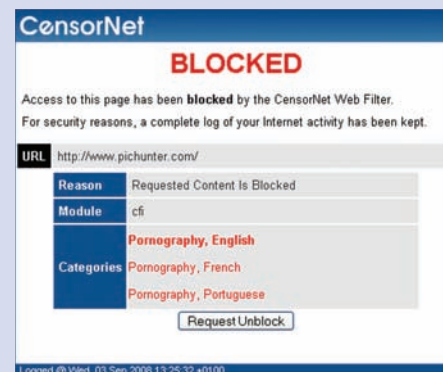 CensorNet
BLOCKED
Access to this page has been blocked by the CensorNet Web Filter.
For security reasons, a complete log of your Internet activity has been kept.
URL http://www.pichunter.com/
Reason Requested Content Is Blocked
Module cfi
Categories Pornography, English
Pornography, French
Pornography, Portuguese
Request Unblock
Logged @ Wed, 03 Sep 2008 13:25:32 +0100